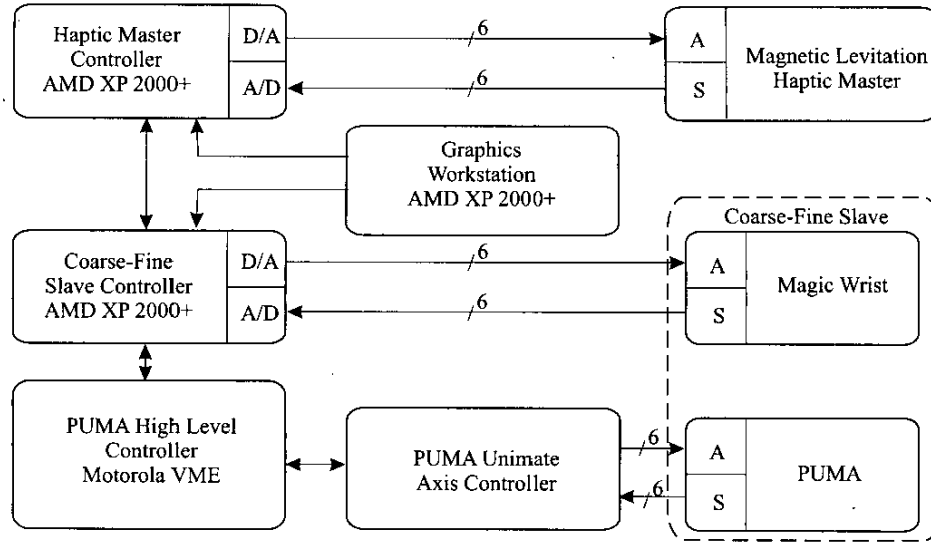 Haptic Master
Controller
AMD XP 2000+
D/A
A/D
6
6
A
S
Magnetic Levitation
Haptic Master
Graphics
Workstation
AMD XP 2000+
Coarse-Fine Slave
Coarse-Fine
Slave Controller
AMD XP 2000+
D/A
A/D
6
6
A
S
Magic Wrist
PUMA High Level
Controller
Motorola VME
PUMA Unimate
Axis Controller
6
6
A
S
PUMA